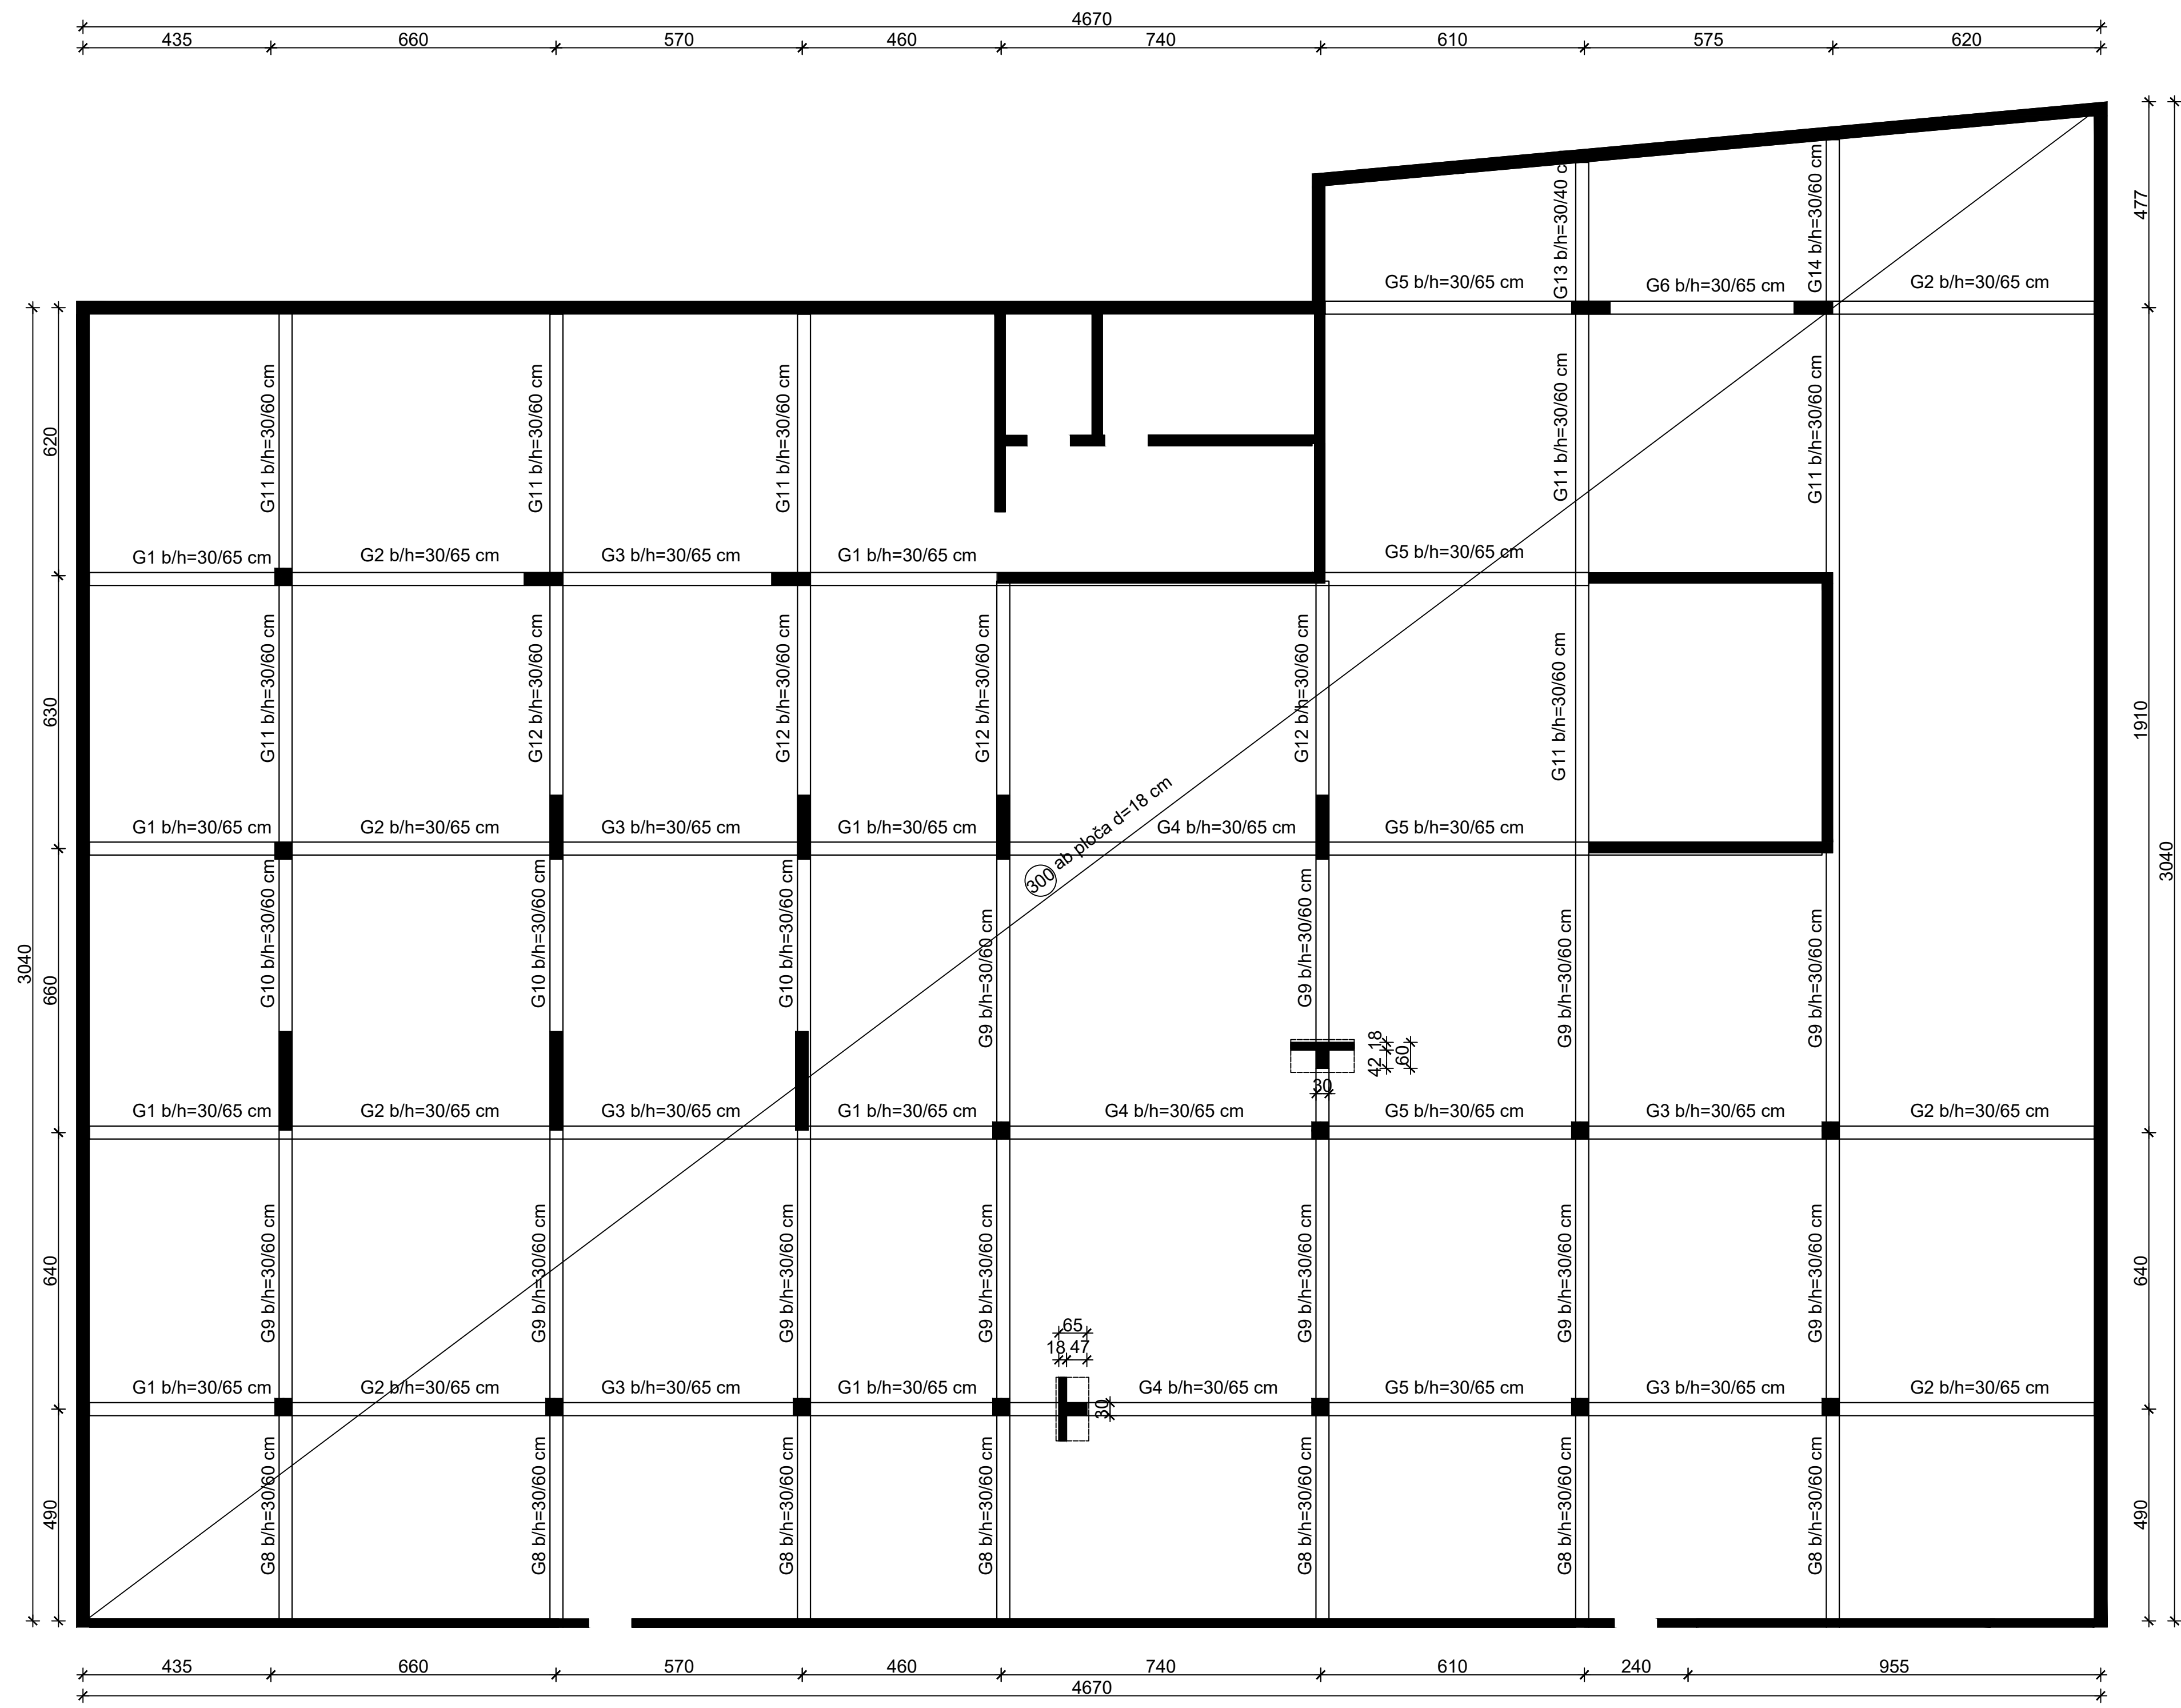 4670
435 660 570 460 740 610 575 620
G13 b/h=30/40 c
G14 b/h=30/60 cm
477
G5 b/h=30/65 cm
G6 b/h=30/65 cm
G2 b/h=30/65 cm
G11 b/h=30/60 cm
G11 b/h=30/60 cm
G11 b/h=30/60 cm
G11 b/h=30/60 cm
G11 b/h=30/60 cm
620
G1 b/h=30/65 cm
G2 b/h=30/65 cm
G3 b/h=30/65 cm
G1 b/h=30/65 cm
G5 b/h=30/65 cm
G11 b/h=30/60 cm
G12 b/h=30/60 cm
G12 b/h=30/60 cm
G12 b/h=30/60 cm
G12 b/h=30/60 cm
G11 b/h=30/60 cm
630
1910
G1 b/h=30/65 cm
G2 b/h=30/65 cm
G3 b/h=30/65 cm
G1 b/h=30/65 cm
G4 b/h=30/65 cm
G5 b/h=30/65 cm
300 ab ploča d=18 cm
3040
3040
G10 b/h=30/60 cm
G10 b/h=30/60 cm
G10 b/h=30/60 cm
G9 b/h=30/60 cm
G9 b/h=30/60 cm
G9 b/h=30/60 cm
G9 b/h=30/60 cm
660
42 18
60
30
G1 b/h=30/65 cm
G2 b/h=30/65 cm
G3 b/h=30/65 cm
G1 b/h=30/65 cm
G4 b/h=30/65 cm
G5 b/h=30/65 cm
G3 b/h=30/65 cm
G2 b/h=30/65 cm
640
G9 b/h=30/60 cm
G9 b/h=30/60 cm
G9 b/h=30/60 cm
G9 b/h=30/60 cm
G9 b/h=30/60 cm
G9 b/h=30/60 cm
G9 b/h=30/60 cm
640
65
18 47
30
G1 b/h=30/65 cm
G2 b/h=30/65 cm
G3 b/h=30/65 cm
G1 b/h=30/65 cm
G4 b/h=30/65 cm
G5 b/h=30/65 cm
G3 b/h=30/65 cm
G2 b/h=30/65 cm
490
G8 b/h=30/60 cm
G8 b/h=30/60 cm
G8 b/h=30/60 cm
G8 b/h=30/60 cm
G8 b/h=30/60 cm
G8 b/h=30/60 cm
G8 b/h=30/60 cm
490
435 660 570 460 740 610 240 955
4670